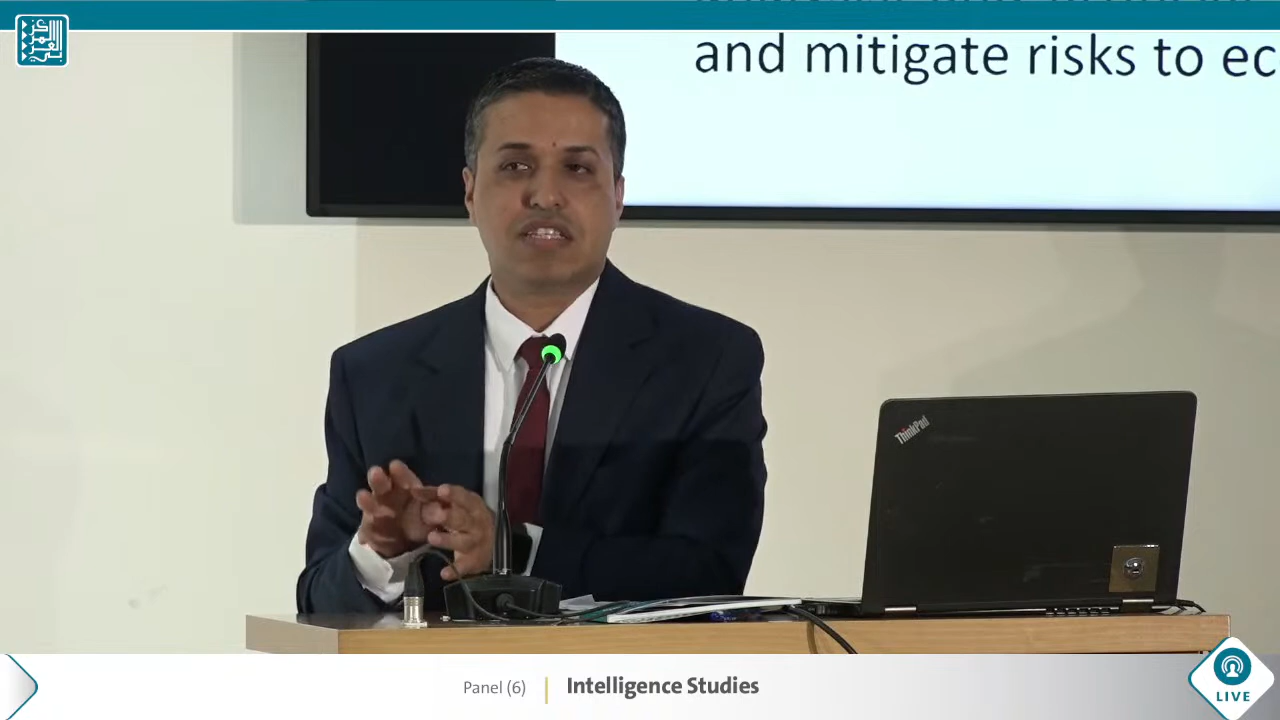 and mitigate risks to ec
ThinkPad
Panel (6)
Intelligence Studies
LIVE